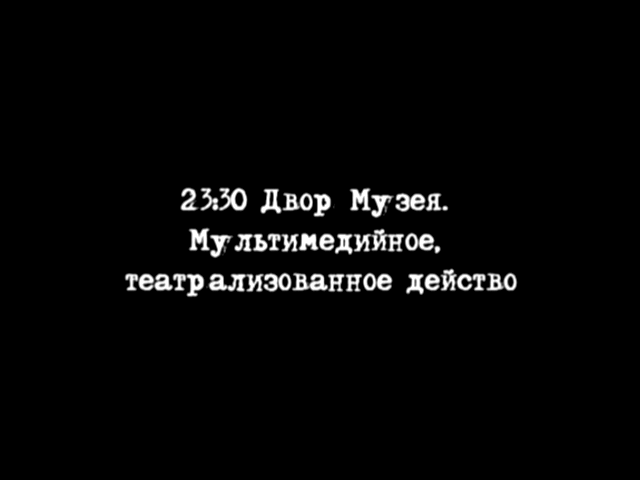 23:30 Двор Музея.
Мультимедийное,
театрализованное действо